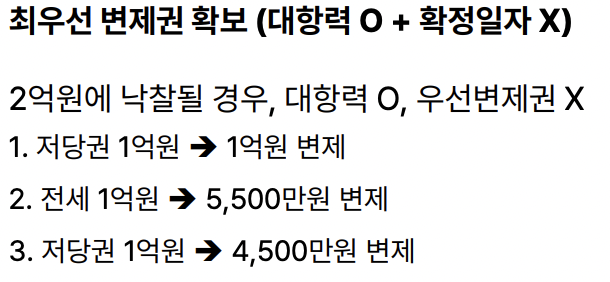 최우선 변제권 확보 (대항력 O + 확정일자 X)
2억원에 낙찰될 경우, 대항력 O, 우선변제권 X
1. 저당권 1억원 ➔ 1억원 변제
2. 전세 1억원 ➔ 5,500만원 변제
3. 저당권 1억원 ➔ 4,500만원 변제